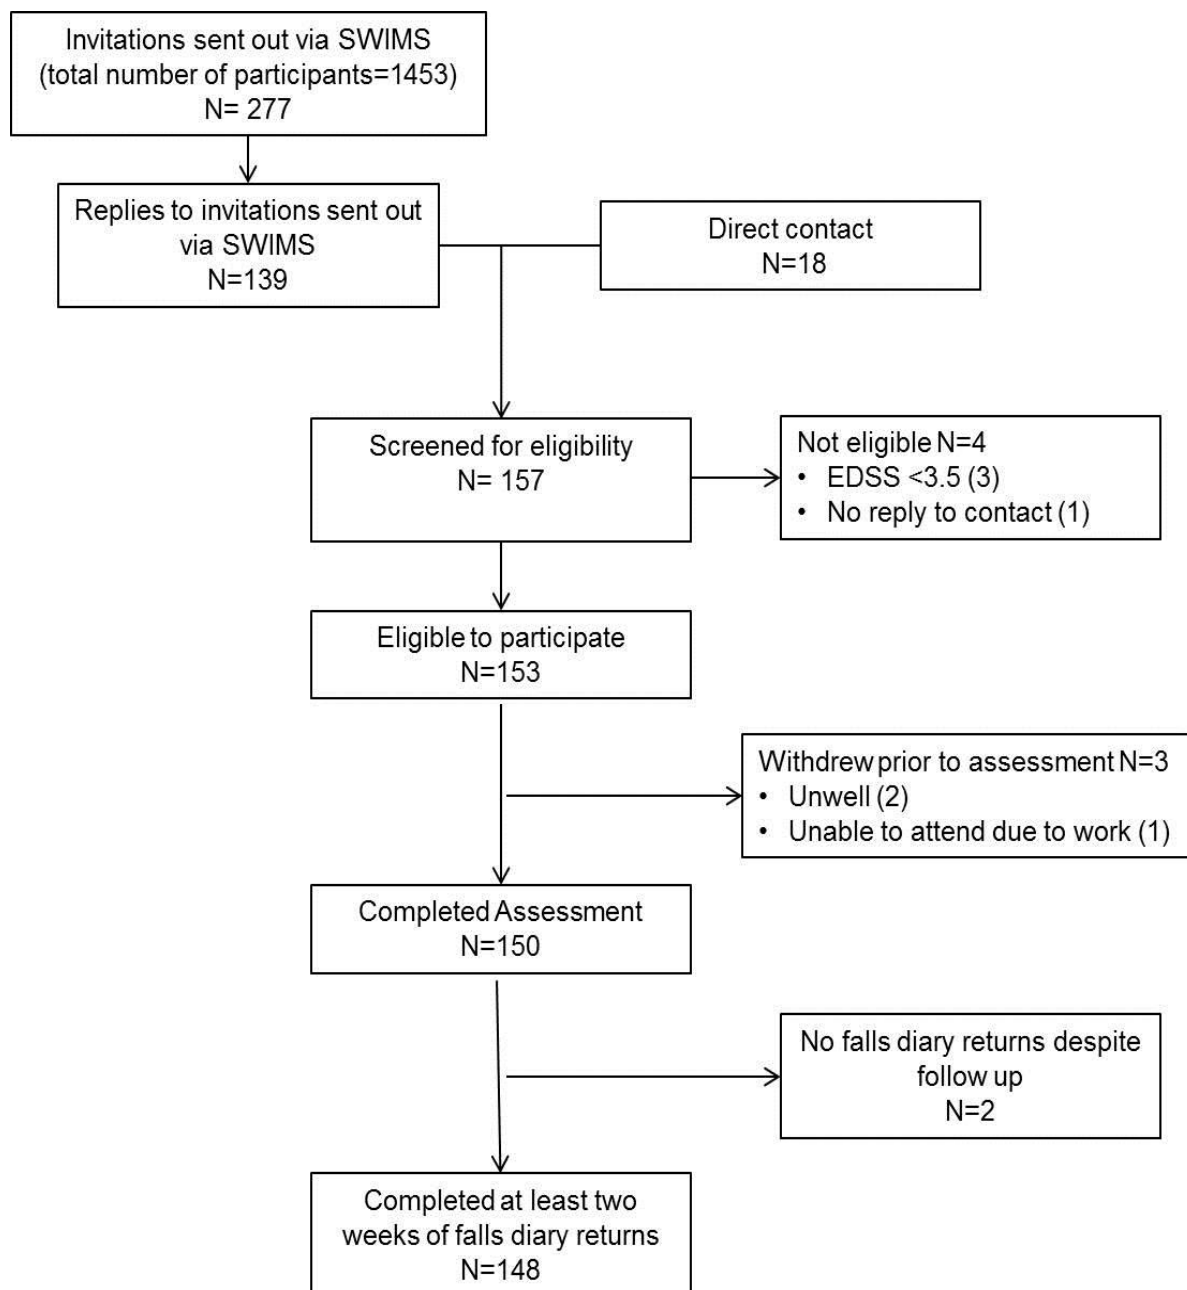 Invitations sent out via SWIMS
(total number of participants=1453)
N= 277
Replies to invitations sent out
via SWIMS
N=139
Direct contact
N=18
Screened for eligibility
N= 157
Not eligible N=4
• EDSS <3.5 (3)
• No reply to contact (1)
Eligible to participate
N=153
Withdrew prior to assessment N=3
• Unwell (2)
• Unable to attend due to work (1)
Completed Assessment
N=150
No falls diary returns despite
follow up
N=2
Completed at least two
weeks of falls diary returns
N=148